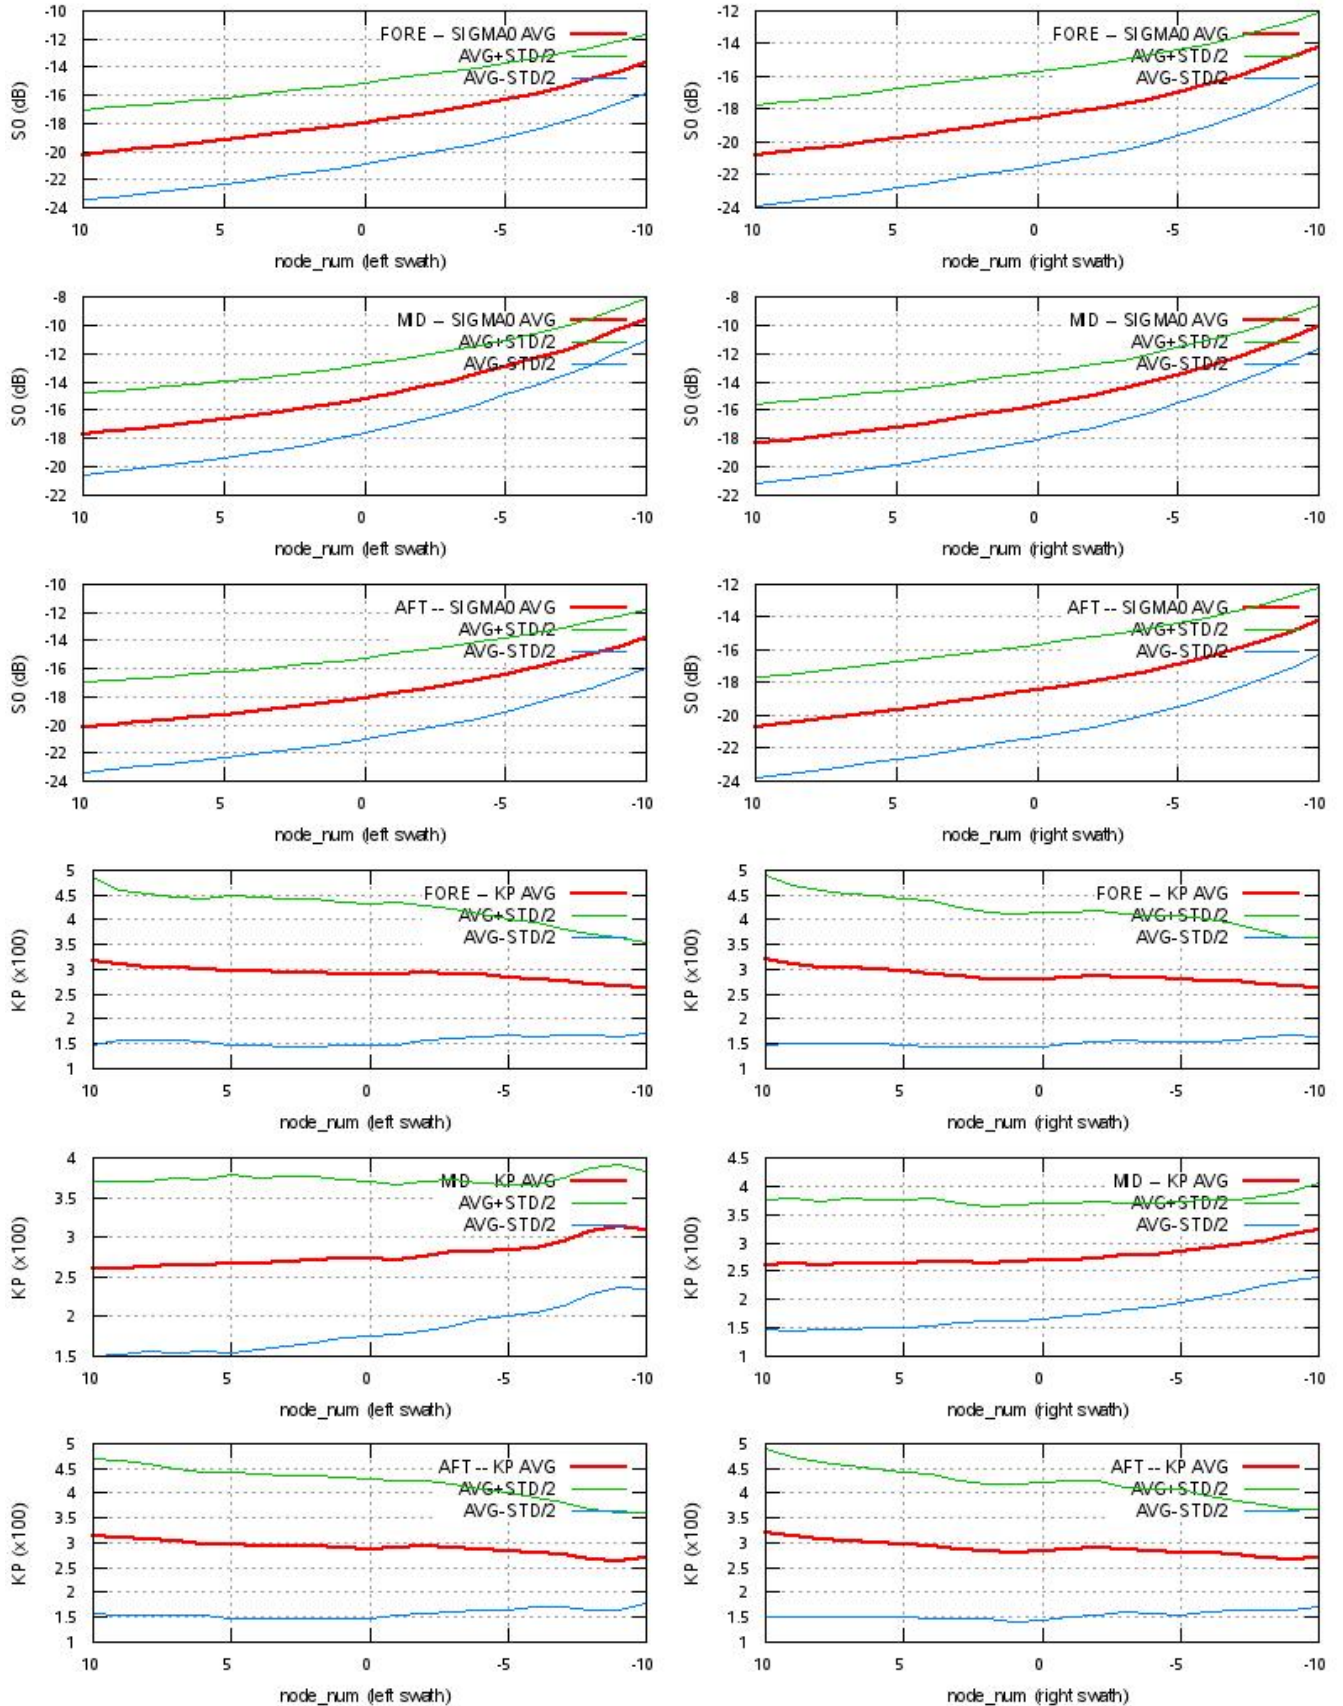 -10
-12
-14
-16
-18
-20
-22
-24
S0 (dB)
FORE – SIGMA0 AVG
AVG+STD/2
AVG-STD/2
10 5 0 -5 -10
node_num (left swath)
-12
-14
-16
-18
-20
-22
-24
S0 (dB)
FORE – SIGMA0 AVG
AVG+STD/2
AVG-STD/2
10 5 0 -5 -10
node_num (right swath)
-8
-10
-12
-14
-16
-18
-20
-22
S0 (dB)
MID – SIGMA0 AVG
AVG+STD/2
AVG-STD/2
10 5 0 -5 -10
node_num (left swath)
-8
-10
-12
-14
-16
-18
-20
-22
S0 (dB)
MID – SIGMA0 AVG
AVG+STD/2
AVG-STD/2
10 5 0 -5 -10
node_num (right swath)
-10
-12
-14
-16
-18
-20
-22
-24
S0 (dB)
AFT -- SIGMA0 AVG
AVG+STD/2
AVG-STD/2
10 5 0 -5 -10
node_num (left swath)
-12
-14
-16
-18
-20
-22
-24
S0 (dB)
AFT -- SIGMA0 AVG
AVG+STD/2
AVG-STD/2
10 5 0 -5 -10
node_num (right swath)
5
4.5
4
3.5
3
2.5
2
1.5
1
KP (x100)
FORE – KP AVG
AVG+STD/2
AVG-STD/2
10 5 0 -5 -10
node_num (left swath)
5
4.5
4
3.5
3
2.5
2
1.5
1
KP (x100)
FORE – KP AVG
AVG+STD/2
AVG-STD/2
10 5 0 -5 -10
node_num (right swath)
4
3.5
3
2.5
2
1.5
KP (x100)
MID – KP AVG
AVG+STD/2
AVG-STD/2
10 5 0 -5 -10
node_num (left swath)
4.5
4
3.5
3
2.5
2
1.5
1
KP (x100)
MID – KP AVG
AVG+STD/2
AVG-STD/2
10 5 0 -5 -10
node_num (right swath)
5
4.5
4
3.5
3
2.5
2
1.5
1
KP (x100)
AFT -- KP AVG
AVG+STD/2
AVG-STD/2
10 5 0 -5 -10
node_num (left swath)
5
4.5
4
3.5
3
2.5
2
1.5
1
KP (x100)
AFT -- KP AVG
AVG+STD/2
AVG-STD/2
10 5 0 -5 -10
node_num (right swath)